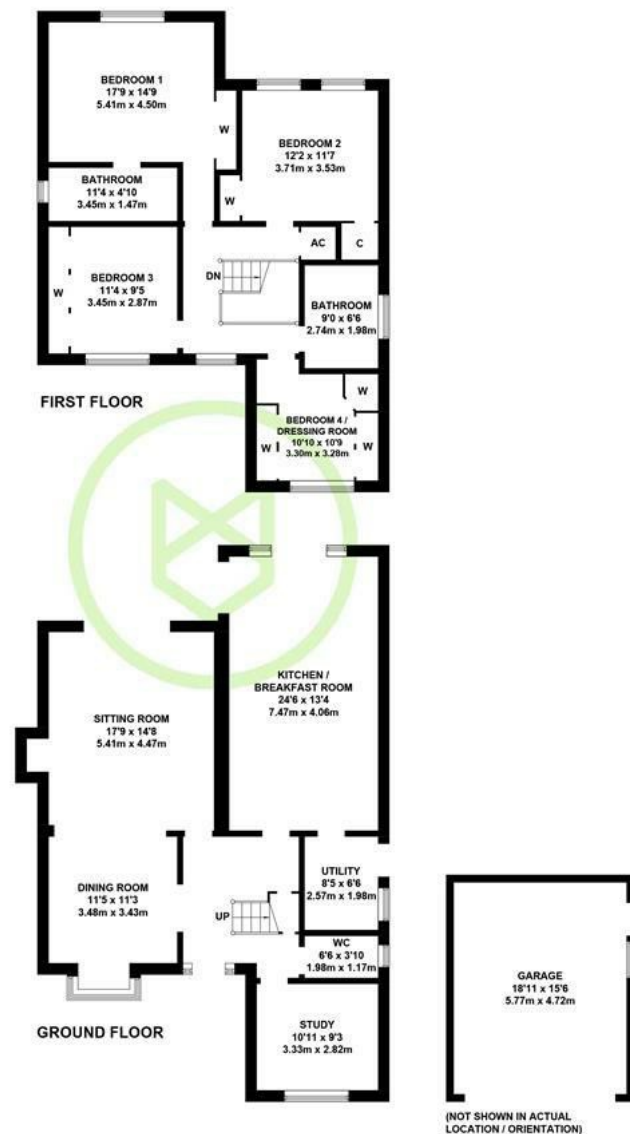 BEDROOM 1
17'9 x 14'9
5.41m x 4.50m
W
BEDROOM 2
12'2 x 11'7
3.71m x 3.53m
BATHROOM
11'4 x 4'10
3.45m x 1.47m
W
AC
C
BEDROOM 3
11'4 x 9'5
3.45m x 2.87m
W
DN
BATHROOM
9'0 x 6'6
2.74m x 1.98m
FIRST FLOOR
W
BEDROOM 4 /
DRESSING ROOM
10'10 x 10'9
3.30m x 3.28m
W
W
KITCHEN /
BREAKFAST ROOM
24'6 x 13'4
7.47m x 4.06m
SITTING ROOM
17'9 x 14'8
5.41m x 4.47m
UTILITY
8'5 x 6'6
2.57m x 1.98m
DINING ROOM
11'5 x 11'3
3.48m x 3.43m
UP
WC
6'6 x 3'10
1.98m x 1.17m
STUDY
10'11 x 9'3
3.33m x 2.82m
GROUND FLOOR
GARAGE
18'11 x 15'6
5.77m x 4.72m
(NOT SHOWN IN ACTUAL
LOCATION / ORIENTATION)